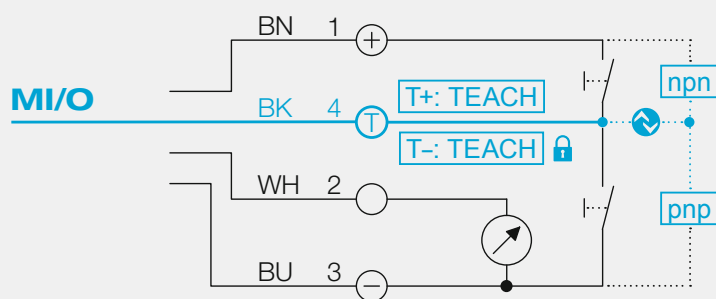 BN 1 +
npn
MI/O
T+: TEACH
BK 4 T
T–: TEACH
WH 2
pnp
BU 3 –